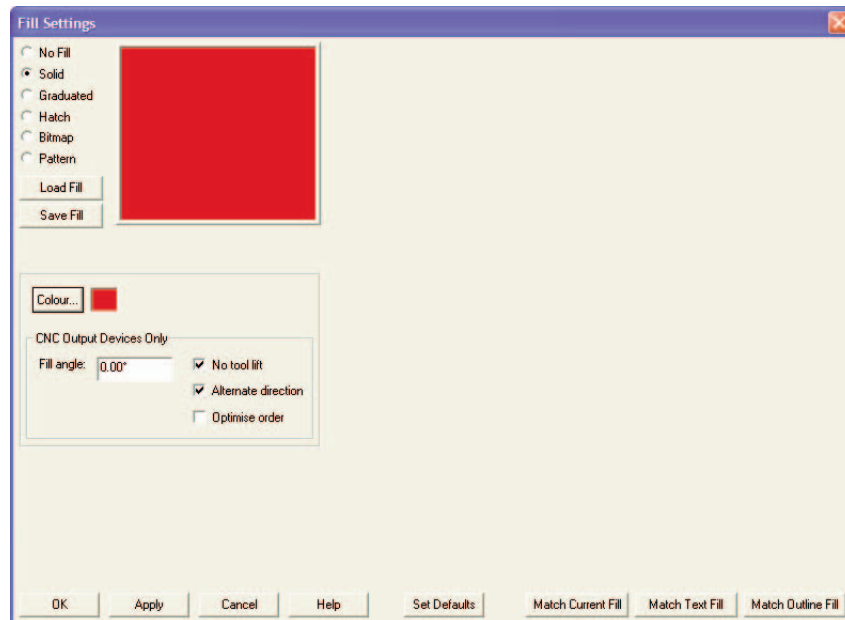 Fill Settings
No Fill
Solid
Graduated
Hatch
Bitmap
Pattern
Load Fill
Save Fill
Colour...
CNC Output Devices Only
Fill angle: 0.00° No tool lift
Alternate direction
Optimise order
OK Apply Cancel Help Set Defaults Match Current Fill Match Text Fill Match Outline Fill